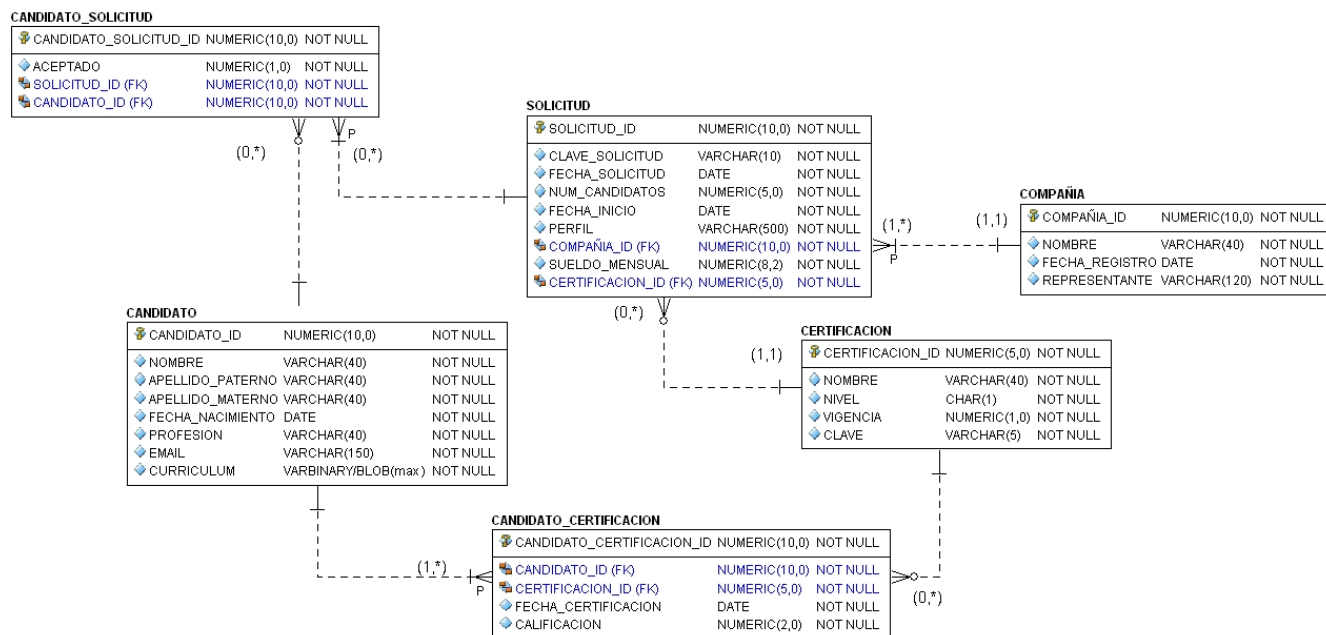 CANDIDATO_SOLICITUD
CANDIDATO_SOLICITUD_ID NUMERIC(10,0) NOT NULL
ACEPTADO NUMERIC(1,0) NOT NULL
SOLICITUD_ID (FK) NUMERIC(10,0) NOT NULL
CANDIDATO_ID (FK) NUMERIC(10,0) NOT NULL
(0,*)
P
(0,*)
SOLICITUD
SOLICITUD_ID NUMERIC(10,0) NOT NULL
CLAVE_SOLICITUD VARCHAR(10) NOT NULL
FECHA_SOLICITUD DATE NOT NULL
NUM_CANDIDATOS NUMERIC(5,0) NOT NULL
FECHA_INICIO DATE NOT NULL
PERFIL VARCHAR(500) NOT NULL
COMPAÑIA_ID (FK) NUMERIC(10,0) NOT NULL
SUELDO_MENSUAL NUMERIC(8,2) NOT NULL
CERTIFICACION_ID (FK) NUMERIC(5,0) NOT NULL
(1,*)
P
(1,1)
COMPAÑIA
COMPAÑIA_ID NUMERIC(10,0) NOT NULL
NOMBRE VARCHAR(40) NOT NULL
FECHA_REGISTRO DATE NOT NULL
REPRESENTANTE VARCHAR(120) NOT NULL
(0,*)
(1,1)
CANDIDATO
CANDIDATO_ID NUMERIC(10,0) NOT NULL
NOMBRE VARCHAR(40) NOT NULL
APELLIDO_PATERNO VARCHAR(40) NOT NULL
APELLIDO_MATERNO VARCHAR(40) NOT NULL
FECHA_NACIMIENTO DATE NOT NULL
PROFESION VARCHAR(40) NOT NULL
EMAIL VARCHAR(150) NOT NULL
CURRICULUM VARBINARY/BLOB(max) NOT NULL
CERTIFICACION
CERTIFICACION_ID NUMERIC(5,0) NOT NULL
NOMBRE VARCHAR(40) NOT NULL
NIVEL CHAR(1) NOT NULL
VIGENCIA NUMERIC(1,0) NOT NULL
CLAVE VARCHAR(5) NOT NULL
(1,*)
P
CANDIDATO_CERTIFICACION
CANDIDATO_CERTIFICACION_ID NUMERIC(10,0) NOT NULL
CANDIDATO_ID (FK) NUMERIC(10,0) NOT NULL
CERTIFICACION_ID (FK) NUMERIC(5,0) NOT NULL
FECHA_CERTIFICACION DATE NOT NULL
CALIFICACION NUMERIC(2,0) NOT NULL
(0,*)